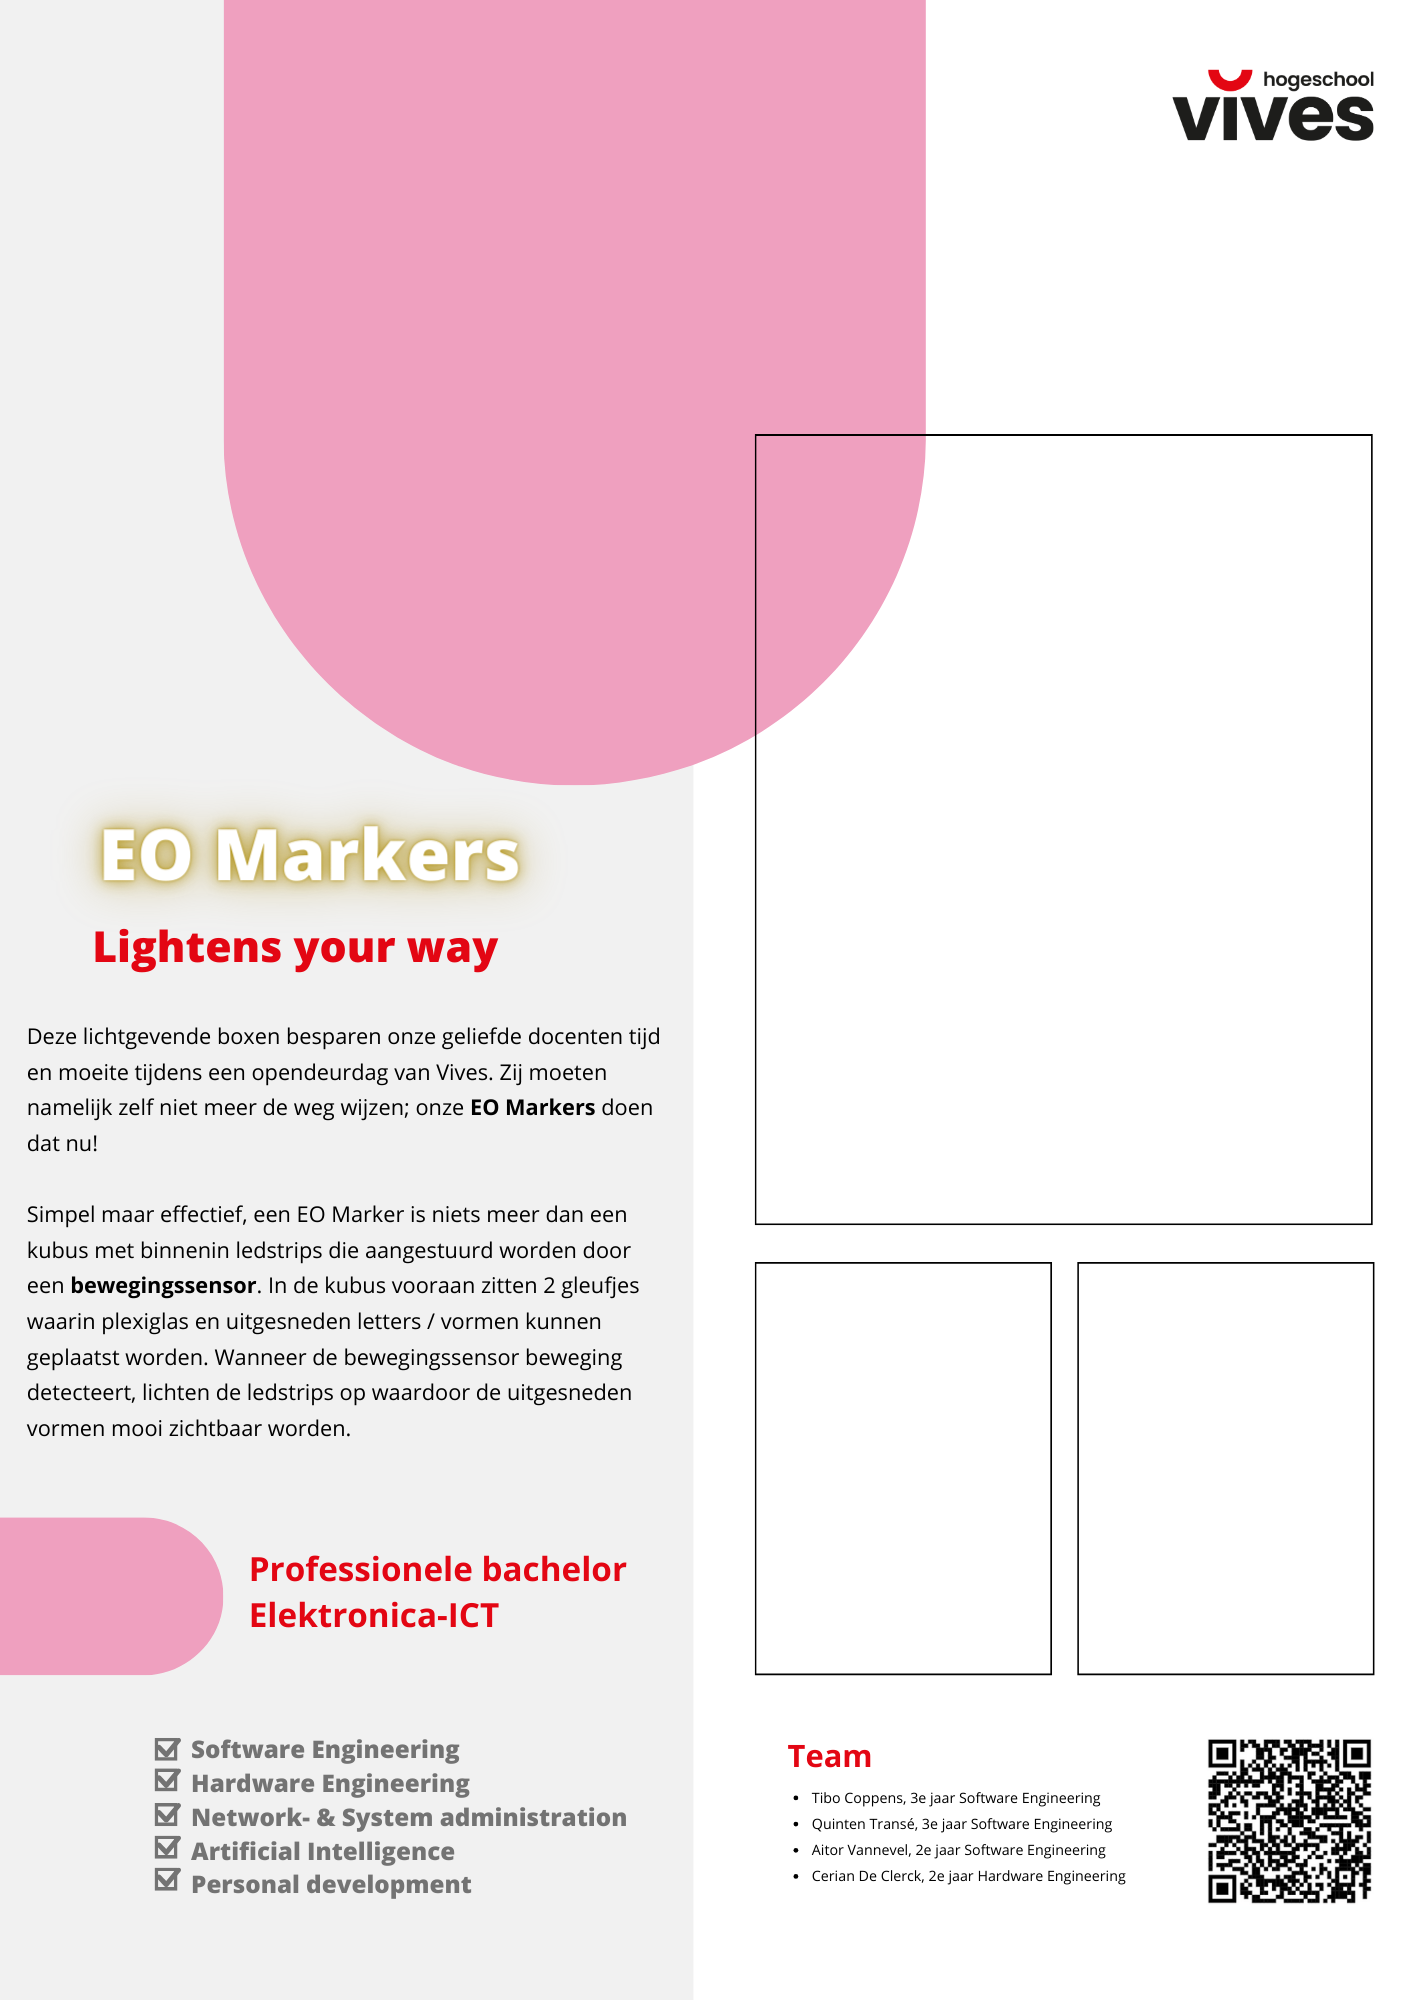 hogeschool
vives
EO Markers
Lightens your way
Deze lichtgevende boxen besparen onze geliefde docenten tijd
en moeite tijdens een opendeurdag van Vives. Zij moeten
namelijk zelf niet meer de weg wijzen; onze EO Markers doen
dat nu!
Simpel maar effectief, een EO Marker is niets meer dan een
kubus met binnenin ledstrips die aangestuurd worden door
een bewegingssensor. In de kubus vooraan zitten 2 gleufjes
waarin plexiglas en uitgesneden letters / vormen kunnen
geplaatst worden. Wanneer de bewegingssensor beweging
detecteert, lichten de ledstrips op waardoor de uitgesneden
vormen mooi zichtbaar worden.
Professionele bachelor
Elektronica-ICT
Software Engineering
Hardware Engineering
Network- & System administration
Artificial Intelligence
Personal development
Team
• Tibo Coppens, 3e jaar Software Engineering
• Quinten Transé, 3e jaar Software Engineering
• Aitor Vannevel, 2e jaar Software Engineering
• Cerian De Clerck, 2e jaar Hardware Engineering